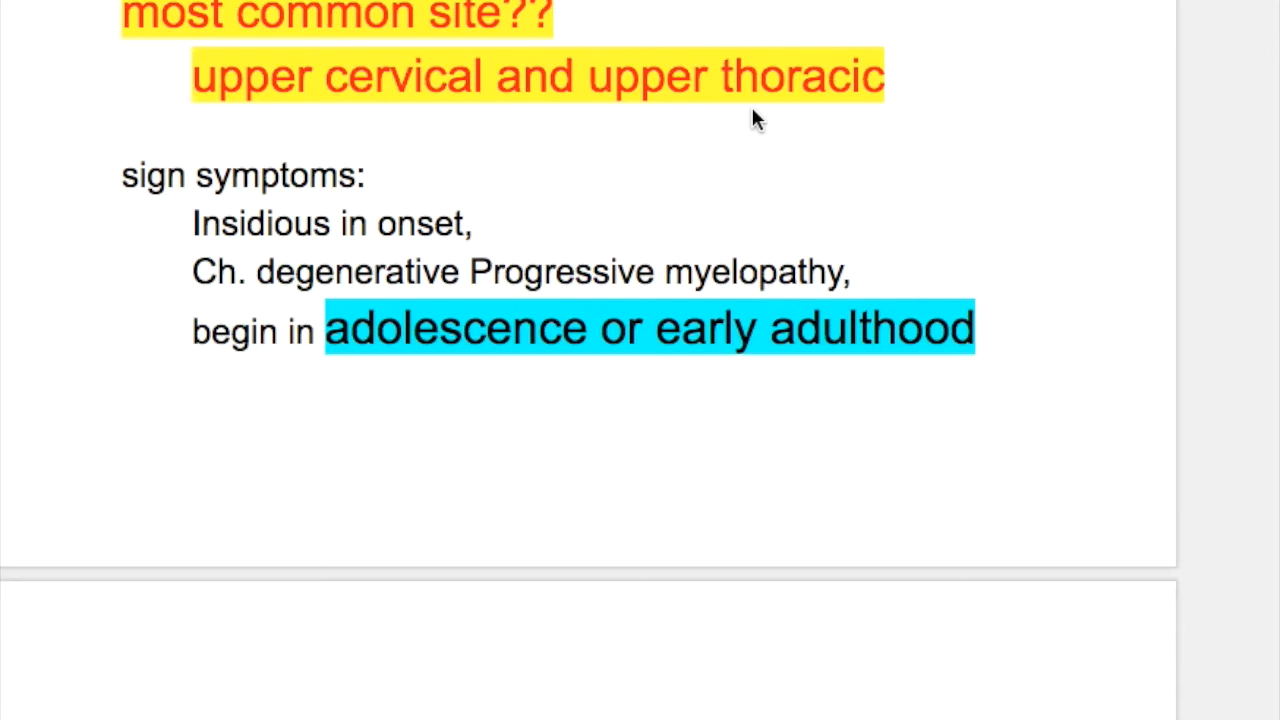 most common site??
upper cervical and upper thoracic
sign symptoms:
Insidious in onset,
Ch. degenerative Progressive myelopathy,
begin in adolescence or early adulthood